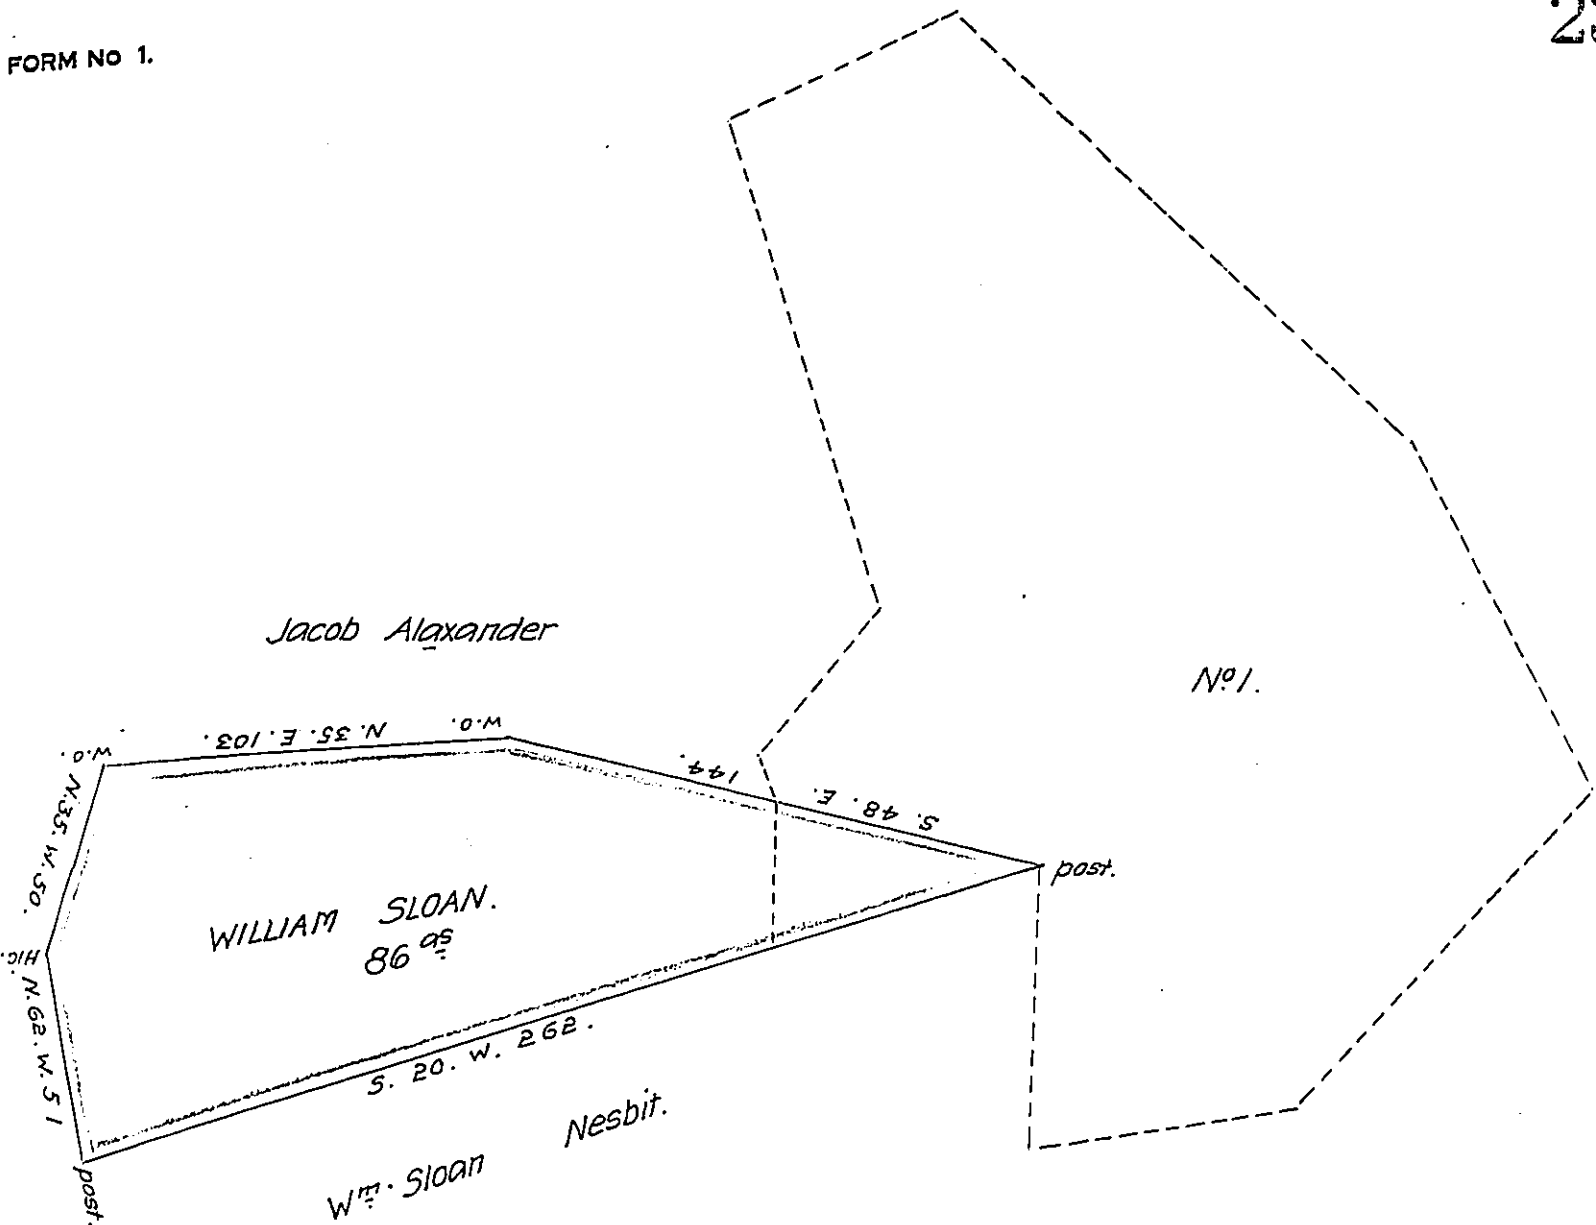 FORM No 1.
Jacob Alaxander
No 1.
W.O.
N. 35. E. 103.
W.O.
144.
S. 48. E.
post.
N. 35. W. 50.
WILLIAM SLOAN.
86 as
Hic.
N. 62. W. 51
S. 20. W. 262.
post.
Wm. Sloan Nesbit.